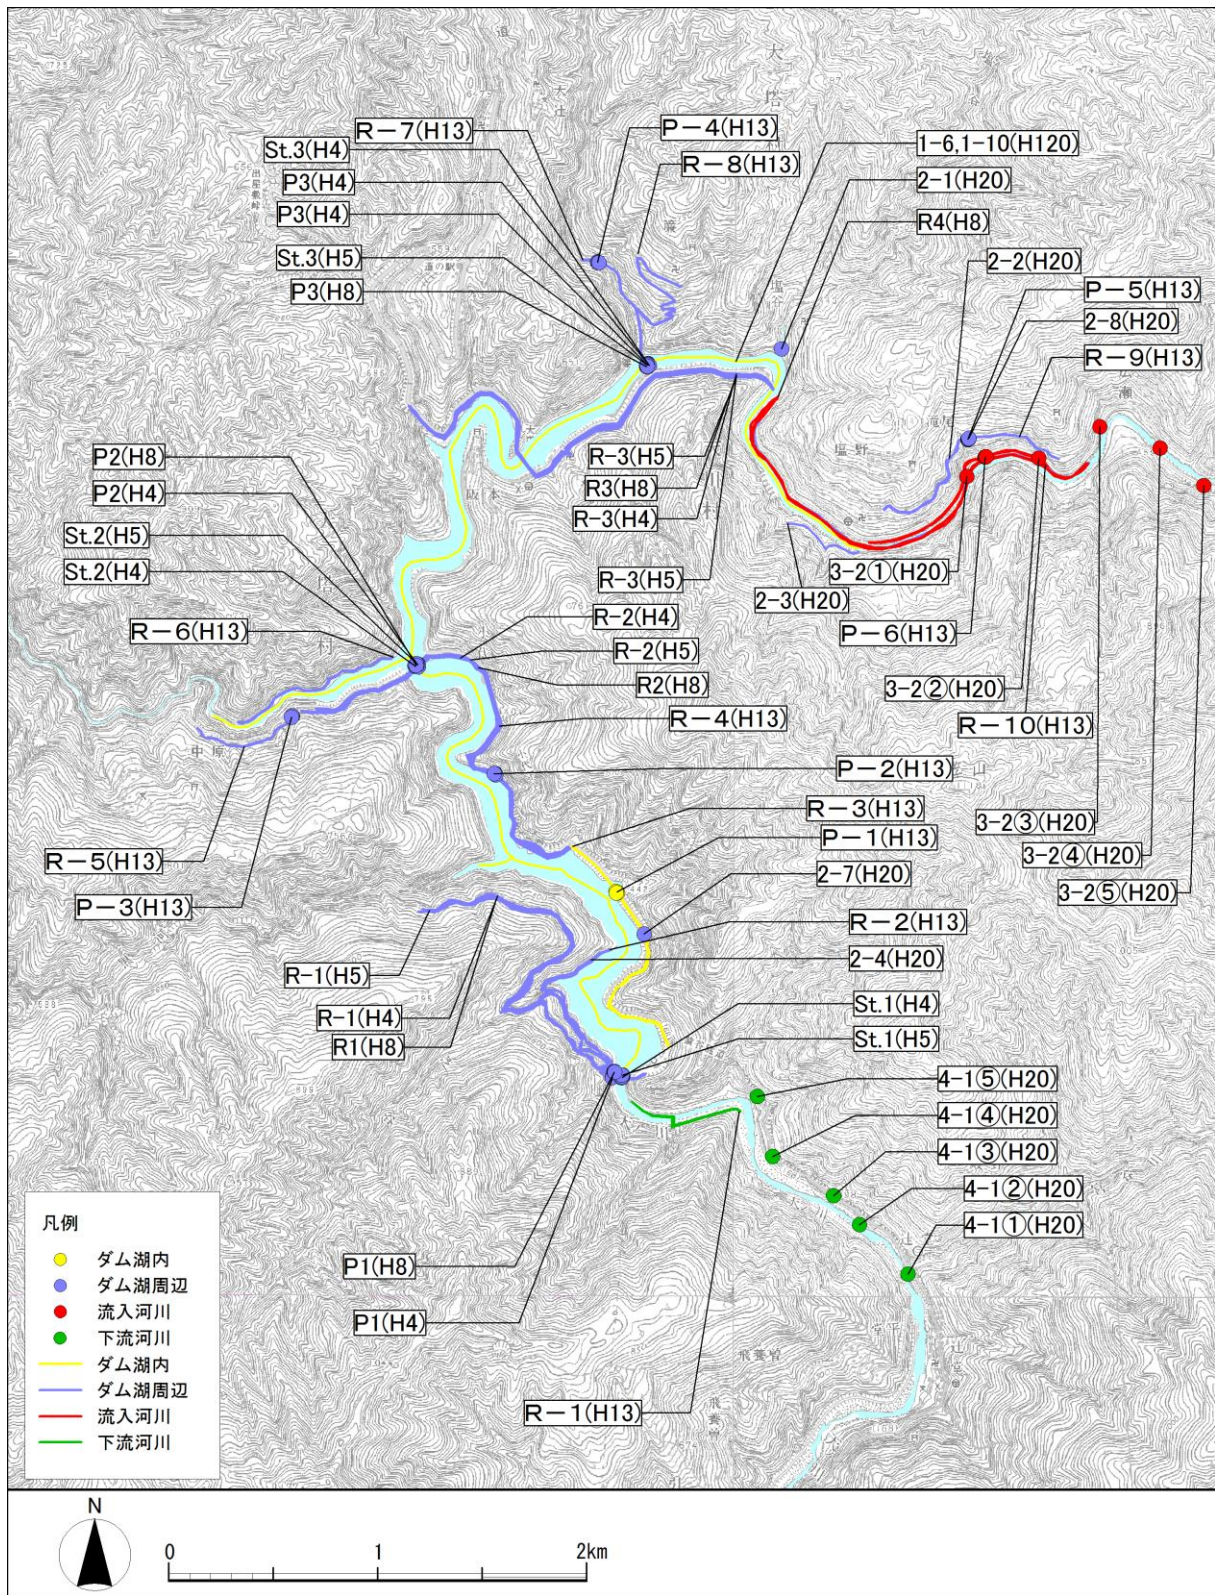 R−7(H13)
P−4(H13)
St.3(H4)
R−8(H13)
1-6,1-10(H120)
P3(H4)
2-1(H20)
P3(H4)
R4(H8)
St.3(H5)
2-2(H20)
P3(H8)
P−5(H13)
2-8(H20)
R−9(H13)
P2(H8)
R-3(H5)
P2(H4)
R3(H8)
St.2(H5)
R-3(H4)
St.2(H4)
R-3(H5)
3-2①(H20)
2-3(H20)
R−6(H13)
R-2(H4)
P−6(H13)
R-2(H5)
R2(H8)
3-2②(H20)
R−4(H13)
R−10(H13)
P−2(H13)
R−3(H13)
3-2③(H20)
P−1(H13)
3-2④(H20)
R−5(H13)
2-7(H20)
3-2⑤(H20)
P−3(H13)
R−2(H13)
2-4(H20)
R-1(H5)
St.1(H4)
R-1(H4)
St.1(H5)
R1(H8)
4-1⑤(H20)
4-1④(H20)
4-1③(H20)
4-1②(H20)
4-1①(H20)
P1(H8)
P1(H4)
R−1(H13)
大塔村
塩野
阪本
中原
凡例
ダム湖内
ダム湖周辺
流入河川
下流河川
ダム湖内
ダム湖周辺
流入河川
下流河川
N
0 1 2km